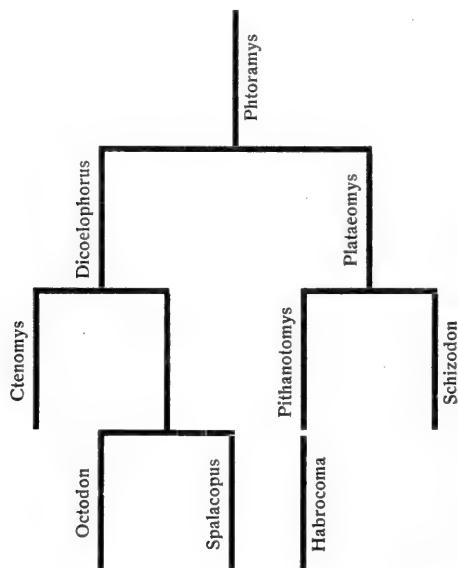 Octodon
Spalacopus
Habrocoma
Ctenomys
Pithanotomys
Schizodon
Dicoelophorus
Plataeomys
Phtoramys